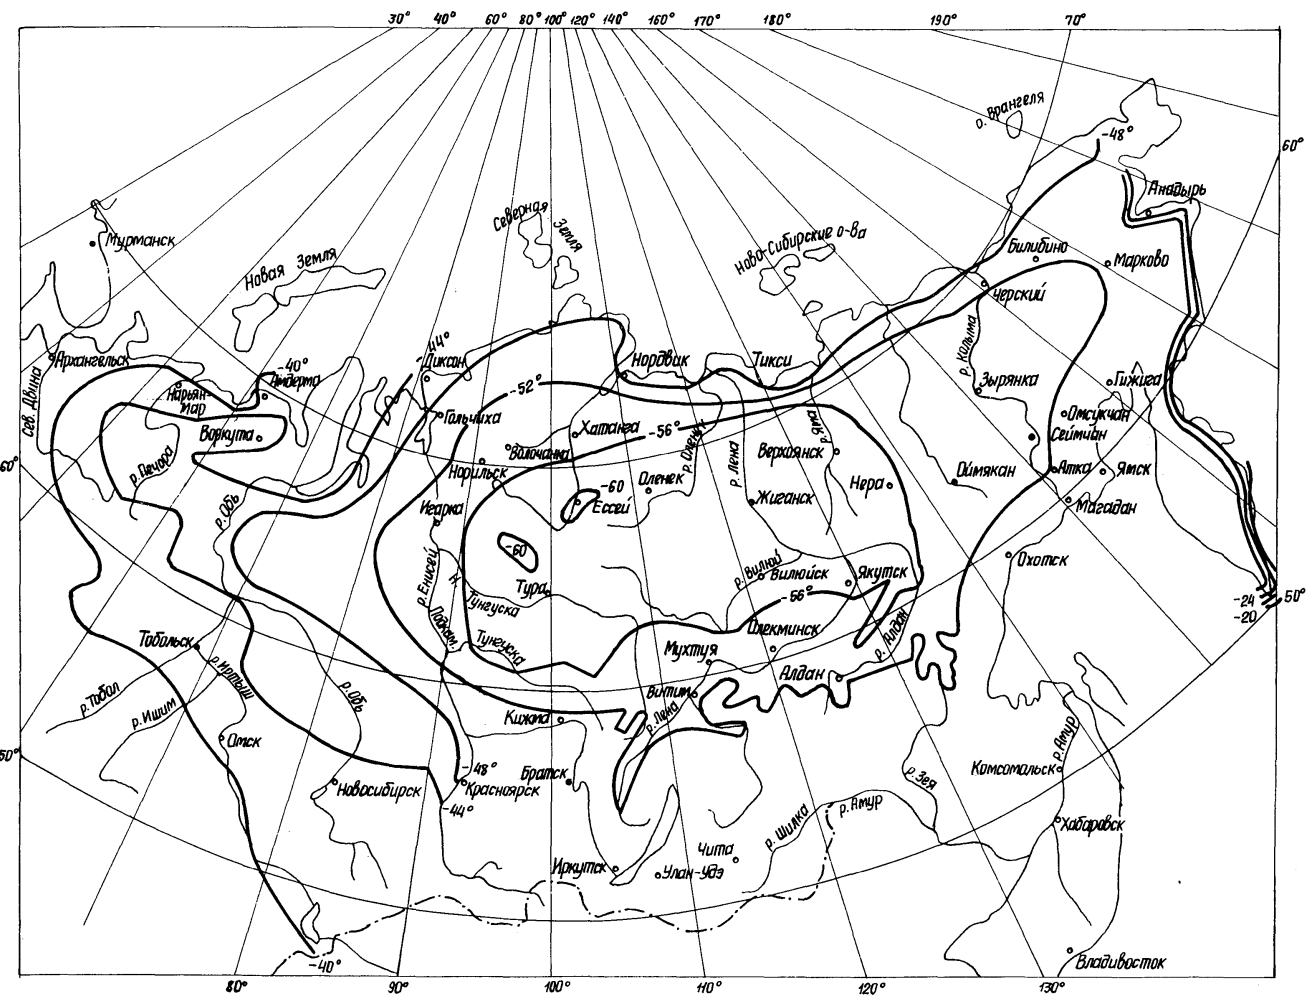 30° 40° 60° 80° 100° 120° 140° 160° 170° 180° 190° 70°
о. Врангеля
-48°
60°
Анадырь
Мурманск
Северная
Земля
Новая Земля
Ново-Сибирские о-ва
Билибино
Марково
Черский
-44°
Диксон
Архангельск
-40°
Амдерма
Нарьян-
Мар
Нордвик
Тикси
р. Колыма
Зырянка
Гижига
-52°
Сев. Двина
Гольчиха
Хатанга
-56°
р. Оленек
р. Лена
р. Яна
Омсукчан
Сеймчан
Воркута
р. Печора
Волочанка
Норильск
Верхоянск
60°
Оймякан
Атка
Ямск
-60
Ессей
Оленек
Жиганск
Нера
Магадан
р. Обь
Игарка
-60
Охотск
р. Енисей
Тура
р. Вилюй
Вилюйск
Якутск
Н.
Тунгуска
-56°
-24
50°
-20
Подкам.
Тунгуска
Олекминск
р. Алдан
Тобольск
Мухтуя
Алдан
р. Иртыш
р. Тобол
р. Ишим
р. Обь
Витим
р. Лена
Кижма
Омск
50°
р. Амур
Комсомольск
-48°
Красноярск
Братск
р. Зея
Новосибирск
-44°
р. Шилка
р. Амур
Хабаровск
Чита
Иркутск
Улан-Удэ
-40°
Владивосток
80° 90° 100° 110° 120° 130°